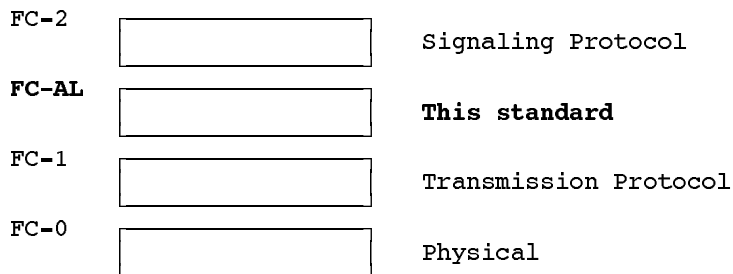 FC-2
Signaling Protocol
FC-AL
This standard
FC-1
Transmission Protocol
FC-0
Physical